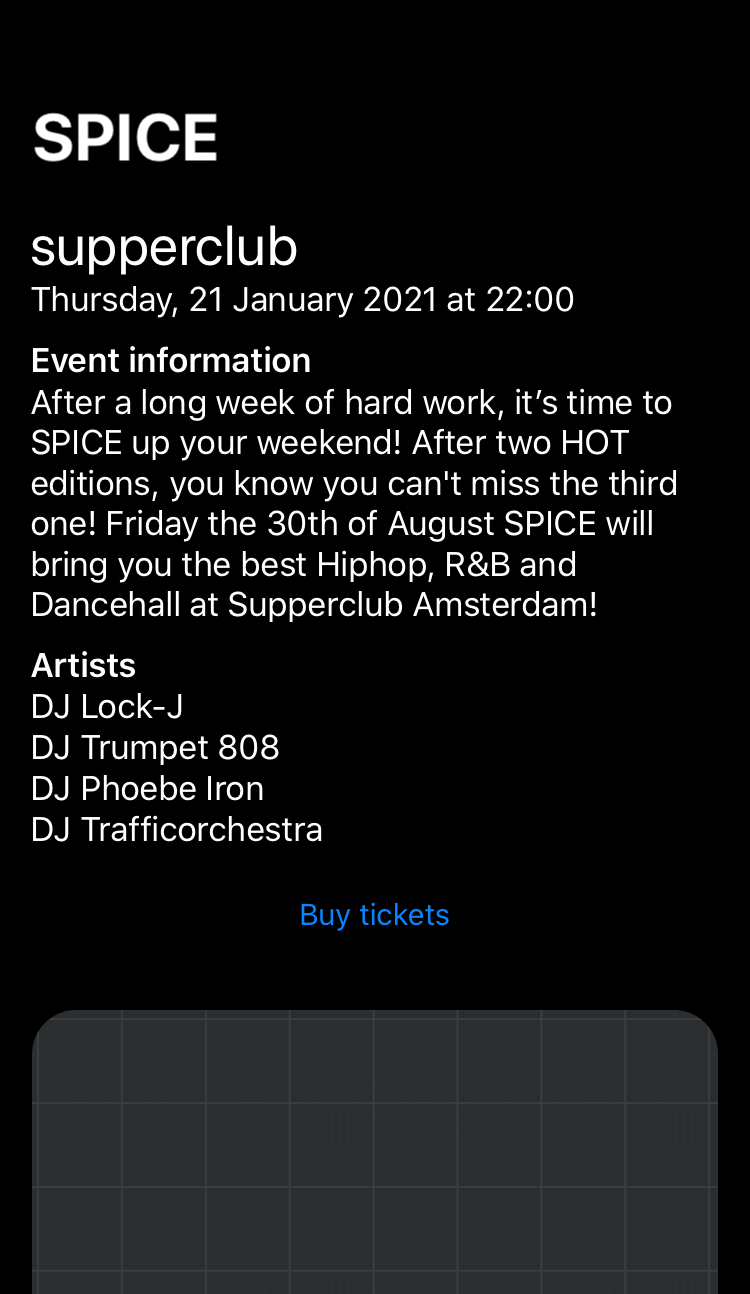 SPICE
supperclub
Thursday, 21 January 2021 at 22:00
Event information
After a long week of hard work, it’s time to
SPICE up your weekend! After two HOT
editions, you know you can't miss the third
one! Friday the 30th of August SPICE will
bring you the best Hiphop, R&B and
Dancehall at Supperclub Amsterdam!
Artists
DJ Lock-J
DJ Trumpet 808
DJ Phoebe Iron
DJ Trafficorchestra
Buy tickets